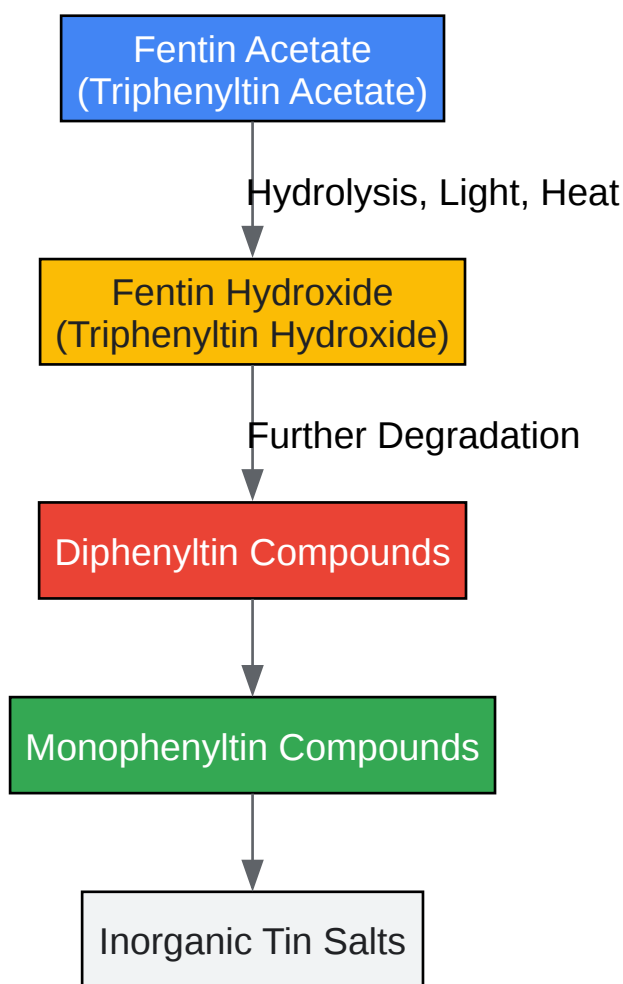 Fentin Acetate
(Triphenyltin Acetate)
Hydrolysis, Light, Heat
Fentin Hydroxide
(Triphenyltin Hydroxide)
Further Degradation
Diphenyltin Compounds
Monophenyltin Compounds
Inorganic Tin Salts